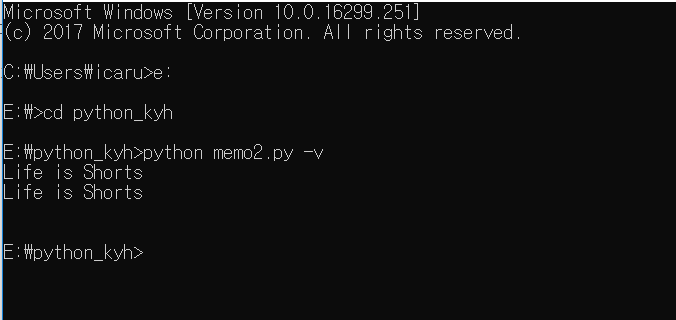 Microsoft Windows [Version 10.0.16299.251]
(c) 2017 Microsoft Corporation. All rights reserved.
C:₩Users₩icaru>e:
E:₩>cd python_kyh
E:₩python_kyh>python memo2.py -v
Life is Shorts
Life is Shorts
E:₩python_kyh>